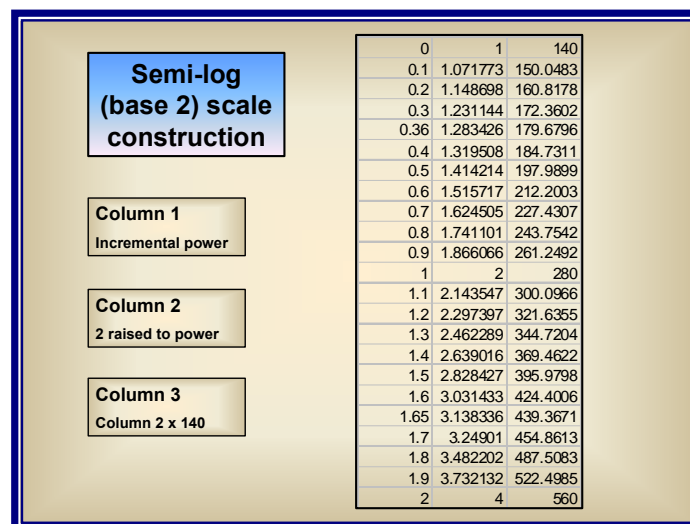 Semi-log
(base 2) scale
construction
Column 1
Incremental power
Column 2
2 raised to power
Column 3
Column 2 x 140
0 1 140
0.1 1.071773 150.0483
0.2 1.148698 160.8178
0.3 1.231144 172.3602
0.36 1.283426 179.6796
0.4 1.319508 184.7311
0.5 1.414214 197.9899
0.6 1.515717 212.2003
0.7 1.624505 227.4307
0.8 1.741101 243.7542
0.9 1.866066 261.2492
1 2 280
1.1 2.143547 300.0966
1.2 2.297397 321.6355
1.3 2.462289 344.7204
1.4 2.639016 369.4622
1.5 2.828427 395.9798
1.6 3.031433 424.4006
1.65 3.138336 439.3671
1.7 3.24901 454.8613
1.8 3.482202 487.5083
1.9 3.732132 522.4985
2 4 560